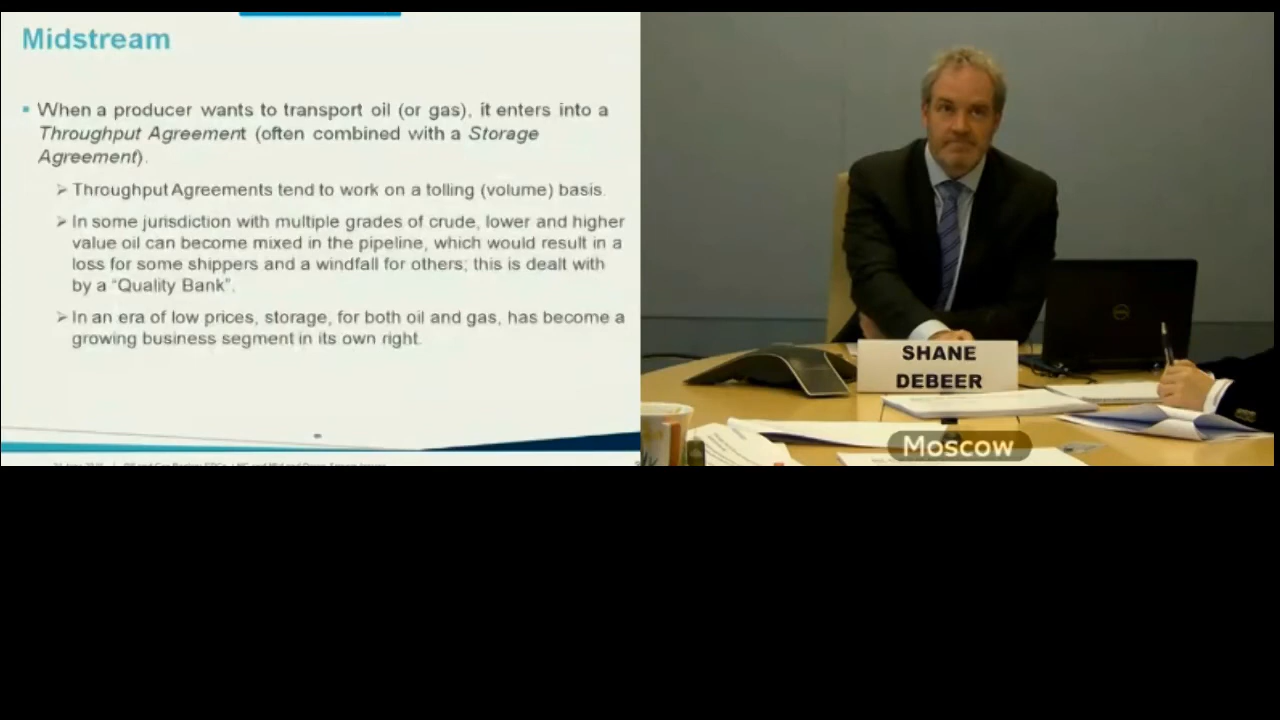 Midstream
When a producer wants to transport oil (or gas), it enters into a
Throughput Agreement (often combined with a Storage
Agreement).
Throughput Agreements tend to work on a tolling (volume) basis.
In some jurisdiction with multiple grades of crude, lower and higher
value oil can become mixed in the pipeline, which would result in a
loss for some shippers and a windfall for others; this is dealt with
by a “Quality Bank”.
In an era of low prices, storage, for both oil and gas, has become a
growing business segment in its own right.
SHANE
DEBEER
Moscow